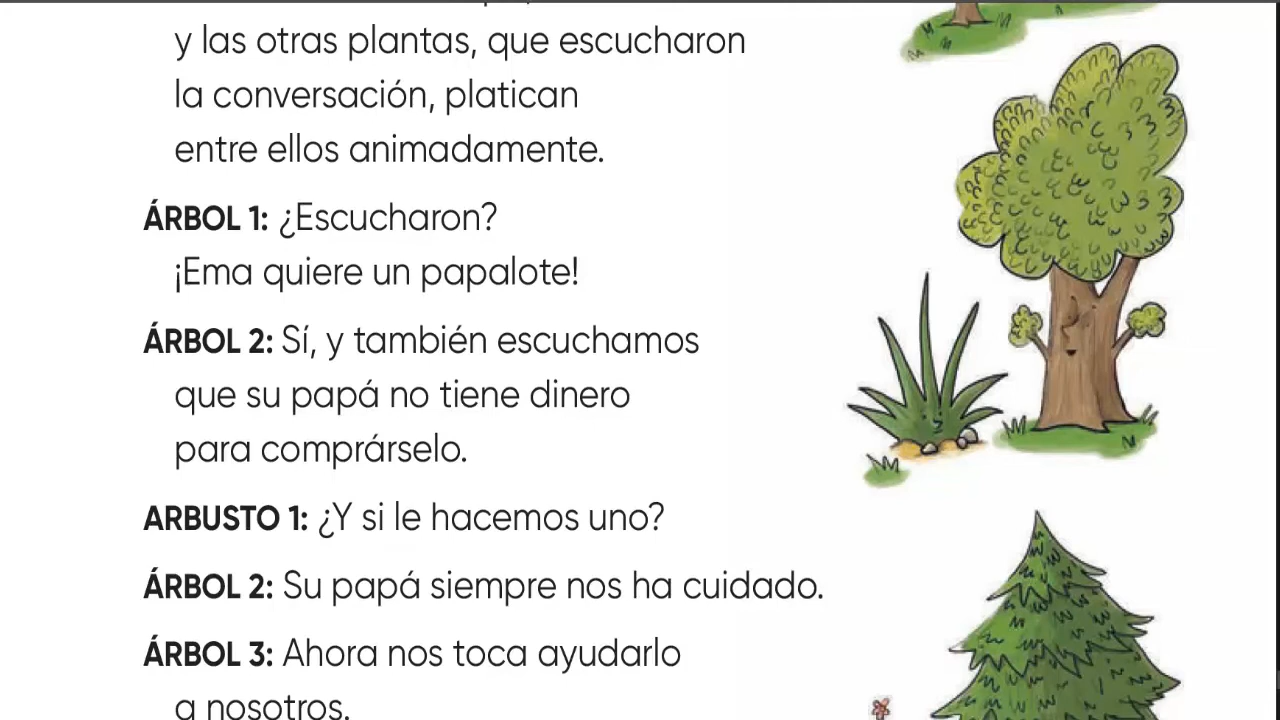 y las otras plantas, que escucharon
la conversación, platican
entre ellos animadamente.
ÁRBOL 1: ¿Escucharon?
¡Ema quiere un papalote!
ÁRBOL 2: Sí, y también escuchamos
que su papá no tiene dinero
para comprárselo.
ARBUSTO 1: ¿Y si le hacemos uno?
ÁRBOL 2: Su papá siempre nos ha cuidado.
ÁRBOL 3: Ahora nos toca ayudarlo
a nosotros.